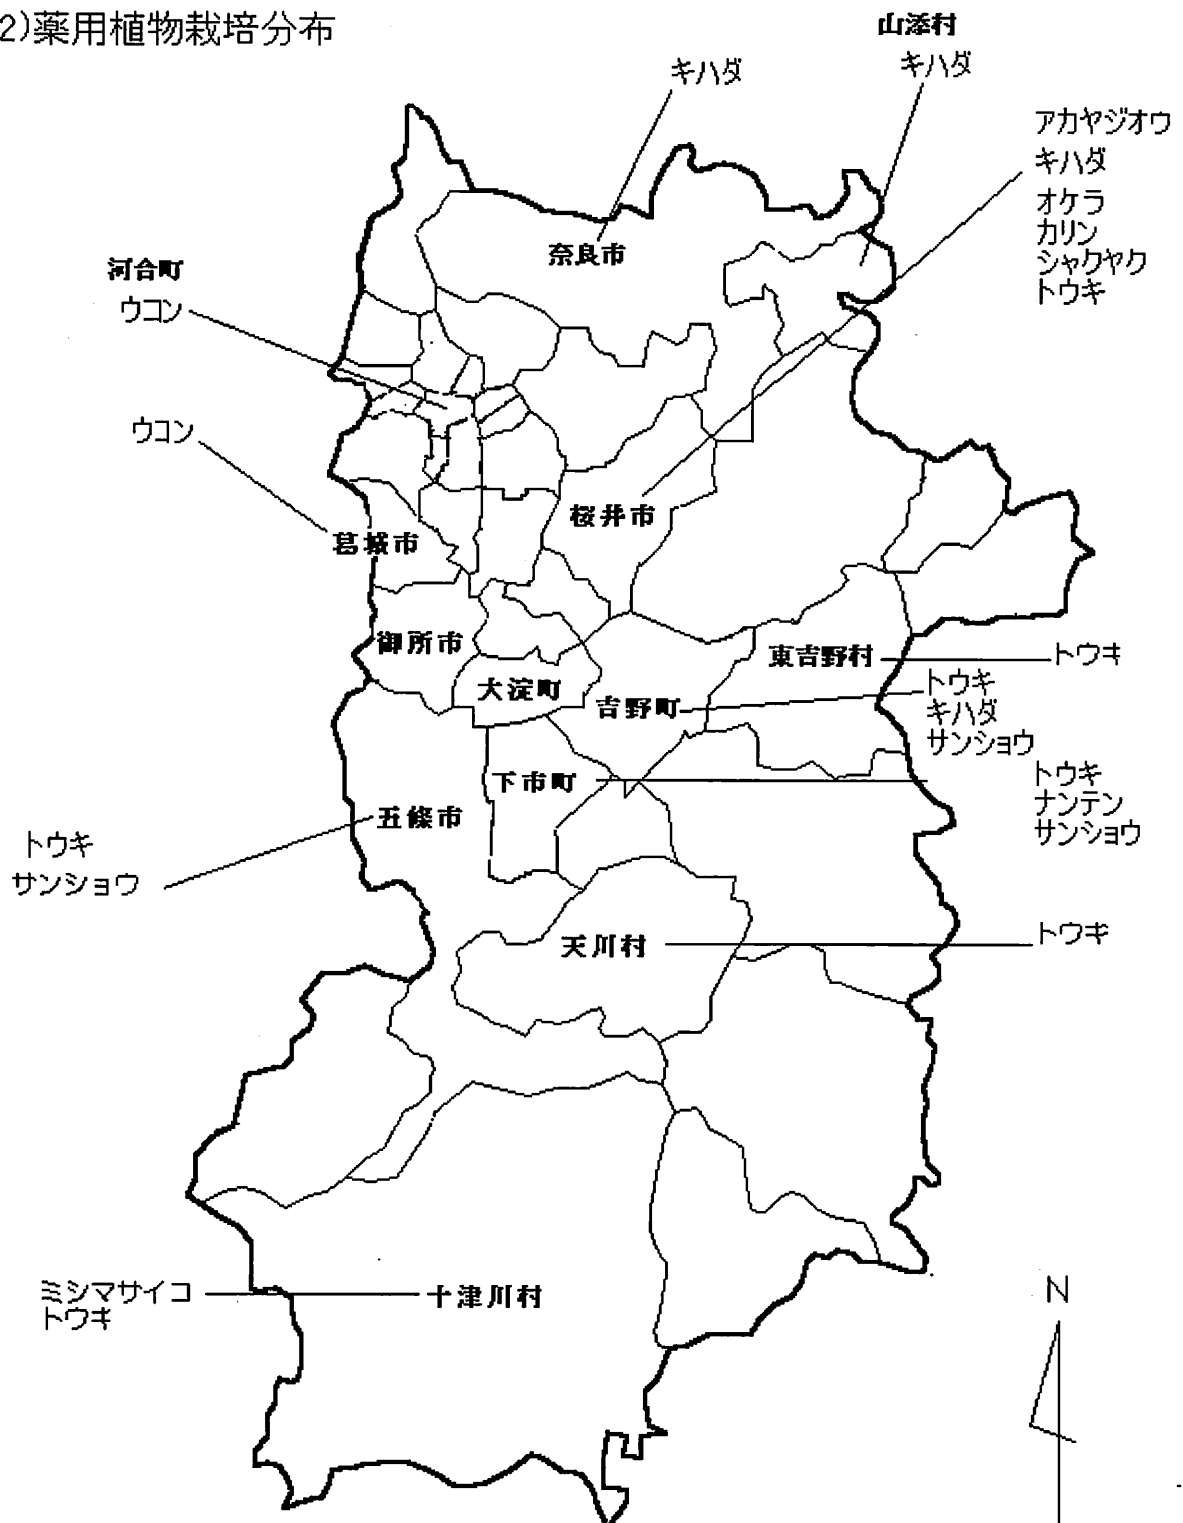 2)薬用植物栽培分布
山添村
キハダ
キハダ
アカヤジオウ
キハダ
オケラ
カリン
シャクヤク
トウキ
奈良市
河合町
ウコン
ウコン
桜井市
葛城市
御所市
東吉野村
トウキ
大淀町
吉野町
トウキ
キハダ
サンショウ
下市町
トウキ
ナンテン
サンショウ
五條市
トウキ
サンショウ
天川村
トウキ
ミシマサイコ
トウキ
十津川村
N